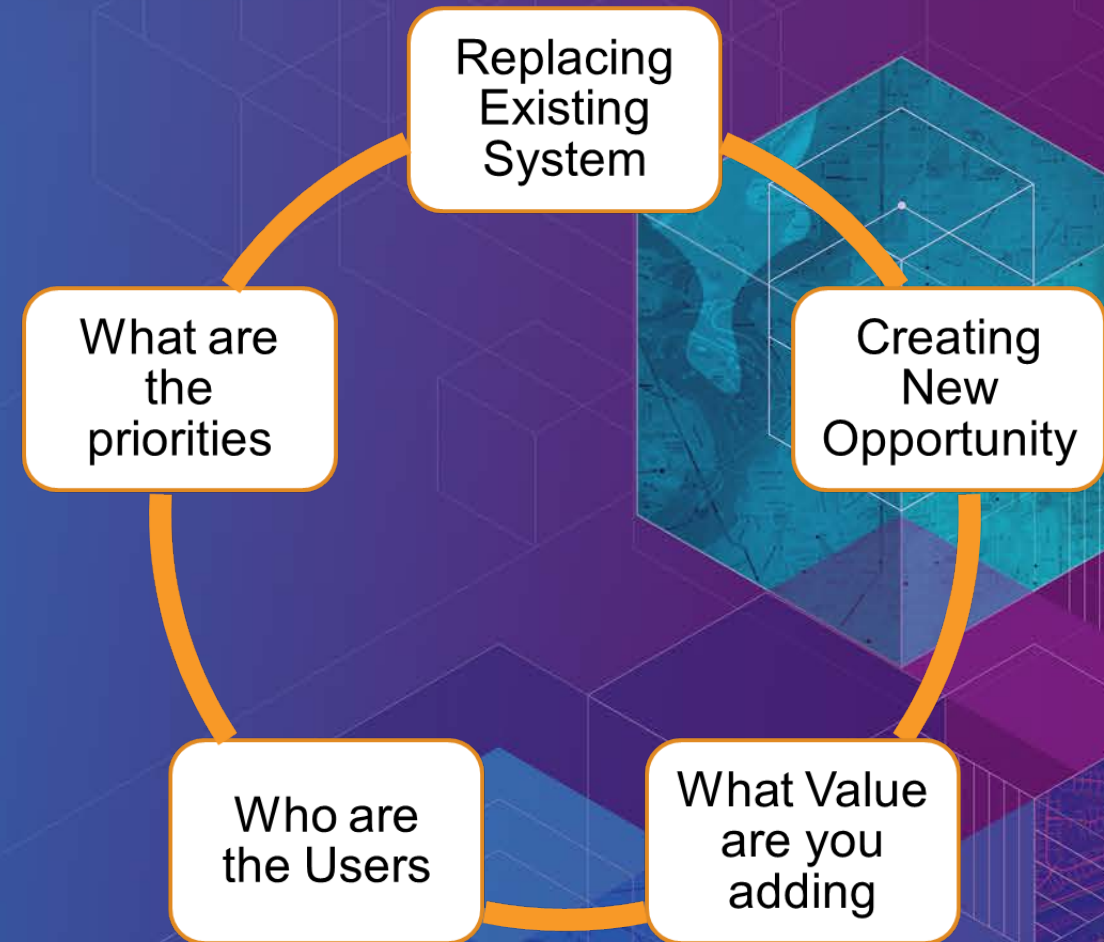 Replacing
Existing
System
Creating
New
Opportunity
What Value
are you
adding
Who are
the Users
What are
the
priorities